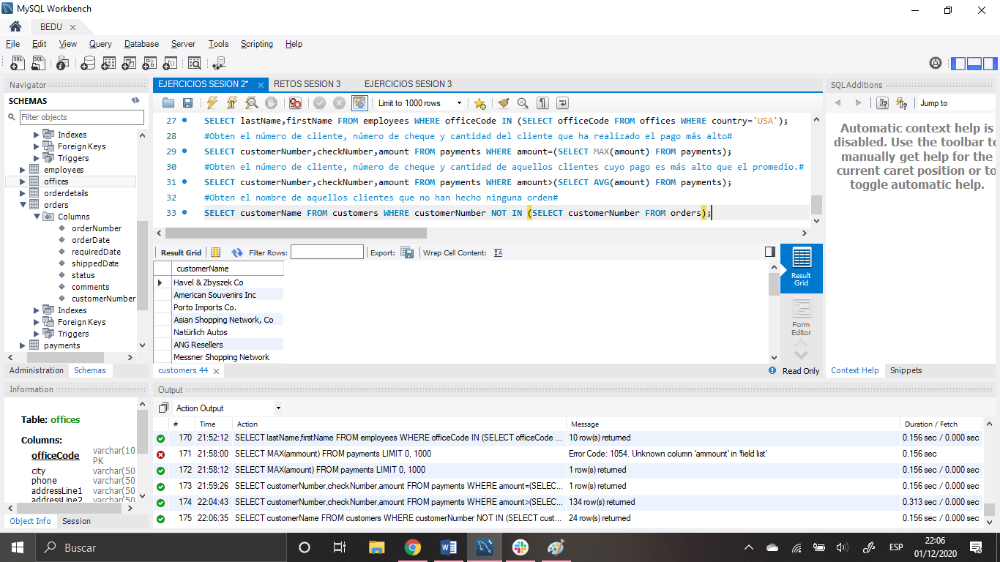 MySQL Workbench
BEDU
File Edit View Query Database Server Tools Scripting Help
Navigator
SCHEMAS
Filter objects
Indexes
Foreign Keys
Triggers
employees
offices
orderdetails
orders
Columns
orderNumber
orderDate
requiredDate
shippedDate
status
comments
customerNumber
Indexes
Foreign Keys
Triggers
payments
Administration Schemas
Information
Table: offices
Columns:
officeCode varchar(10
PK
city varchar(50
phone varchar(50
addressLine1 varchar(50
addressLine2 varchar(50
Object Info Session
EJERCICIOS SESION 2* RETOS SESION 3 EJERCICIOS SESION 3
Limit to 1000 rows
27 SELECT lastName,firstName FROM employees WHERE officeCode IN (SELECT officeCode FROM offices WHERE country='USA');
28 #Obten el número de cliente, número de cheque y cantidad del cliente que ha realizado el pago más alto#
29 SELECT customerNumber,checkNumber,amount FROM payments WHERE amount=(SELECT MAX(amount) FROM payments);
30 #Obten el número de cliente, número de cheque y cantidad de aquellos clientes cuyo pago es más alto que el promedio.#
31 SELECT customerNumber,checkNumber,amount FROM payments WHERE amount>(SELECT AVG(amount) FROM payments);
32 #Obten el nombre de aquellos clientes que no han hecho ninguna orden#
33 SELECT customerName FROM customers WHERE customerNumber NOT IN (SELECT customerNumber FROM orders);
Result Grid Filter Rows: Export: Wrap Cell Content:
customerName
Havel & Zbyszek Co
American Souvenirs Inc
Porto Imports Co.
Asian Shopping Network, Co
Natürlich Autos
ANG Resellers
Messner Shopping Network
Result
Grid
Form
Editor
customers 44 Read Only
SQLAdditions
Jump to
Automatic context help is
disabled. Use the toolbar to
manually get help for the
current caret position or to
toggle automatic help.
Context Help Snippets
Output
Action Output
# Time Action Message Duration / Fetch
170 21:52:12 SELECT lastName,firstName FROM employees WHERE officeCode IN (SELECT officeCode ... 10 row(s) returned 0.156 sec / 0.000 sec
171 21:58:00 SELECT MAX(ammount) FROM payments LIMIT 0, 1000 Error Code: 1054. Unknown column 'ammount' in 'field list' 0.156 sec
172 21:58:12 SELECT MAX(amount) FROM payments LIMIT 0, 1000 1 row(s) returned 0.156 sec / 0.000 sec
173 21:59:26 SELECT customerNumber,checkNumber,amount FROM payments WHERE amount=(SELEC... 1 row(s) returned 0.156 sec / 0.000 sec
174 22:04:43 SELECT customerNumber,checkNumber,amount FROM payments WHERE amount>(SELEC... 134 row(s) returned 0.313 sec / 0.000 sec
175 22:06:35 SELECT customerName FROM customers WHERE customerNumber NOT IN (SELECT cust... 24 row(s) returned 0.156 sec / 0.000 sec
Buscar
ESP
22:06
01/12/2020